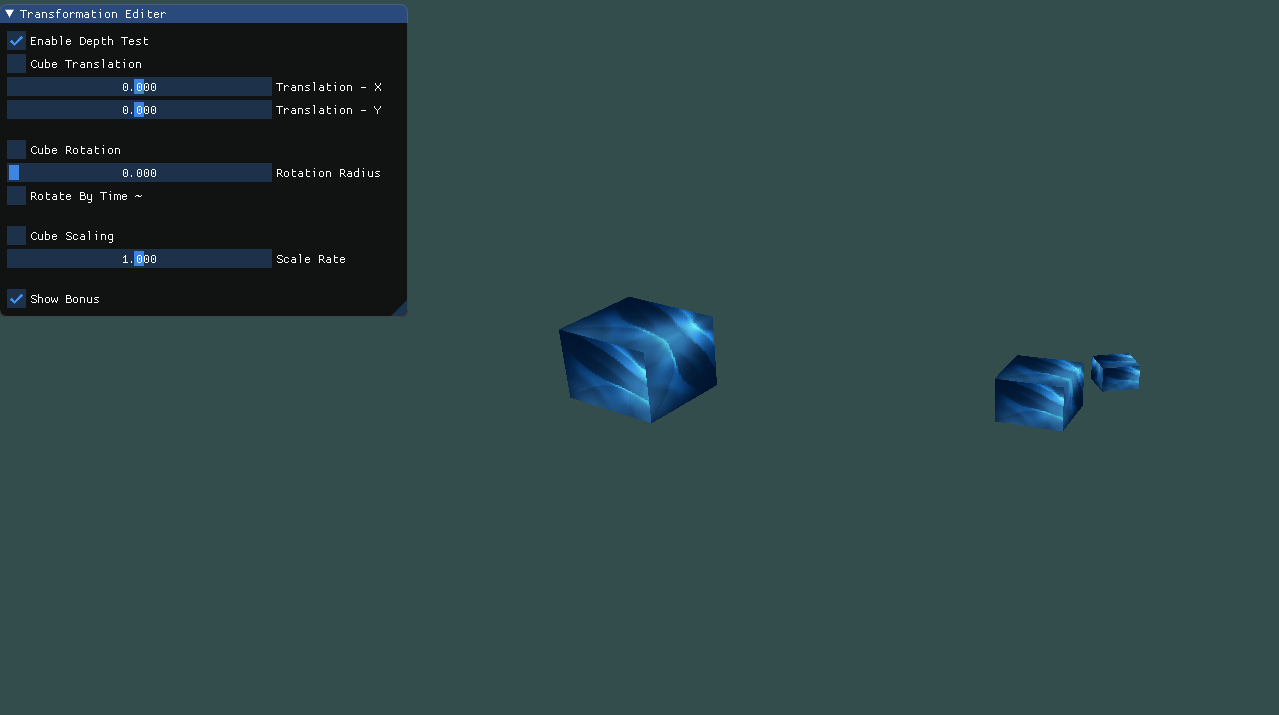 Transformation Editer
Enable Depth Test
Cube Translation
0.000 Translation - X
0.000 Translation - Y
Cube Rotation
0.000 Rotation Radius
Rotate By Time ~
Cube Scaling
1.000 Scale Rate
Show Bonus